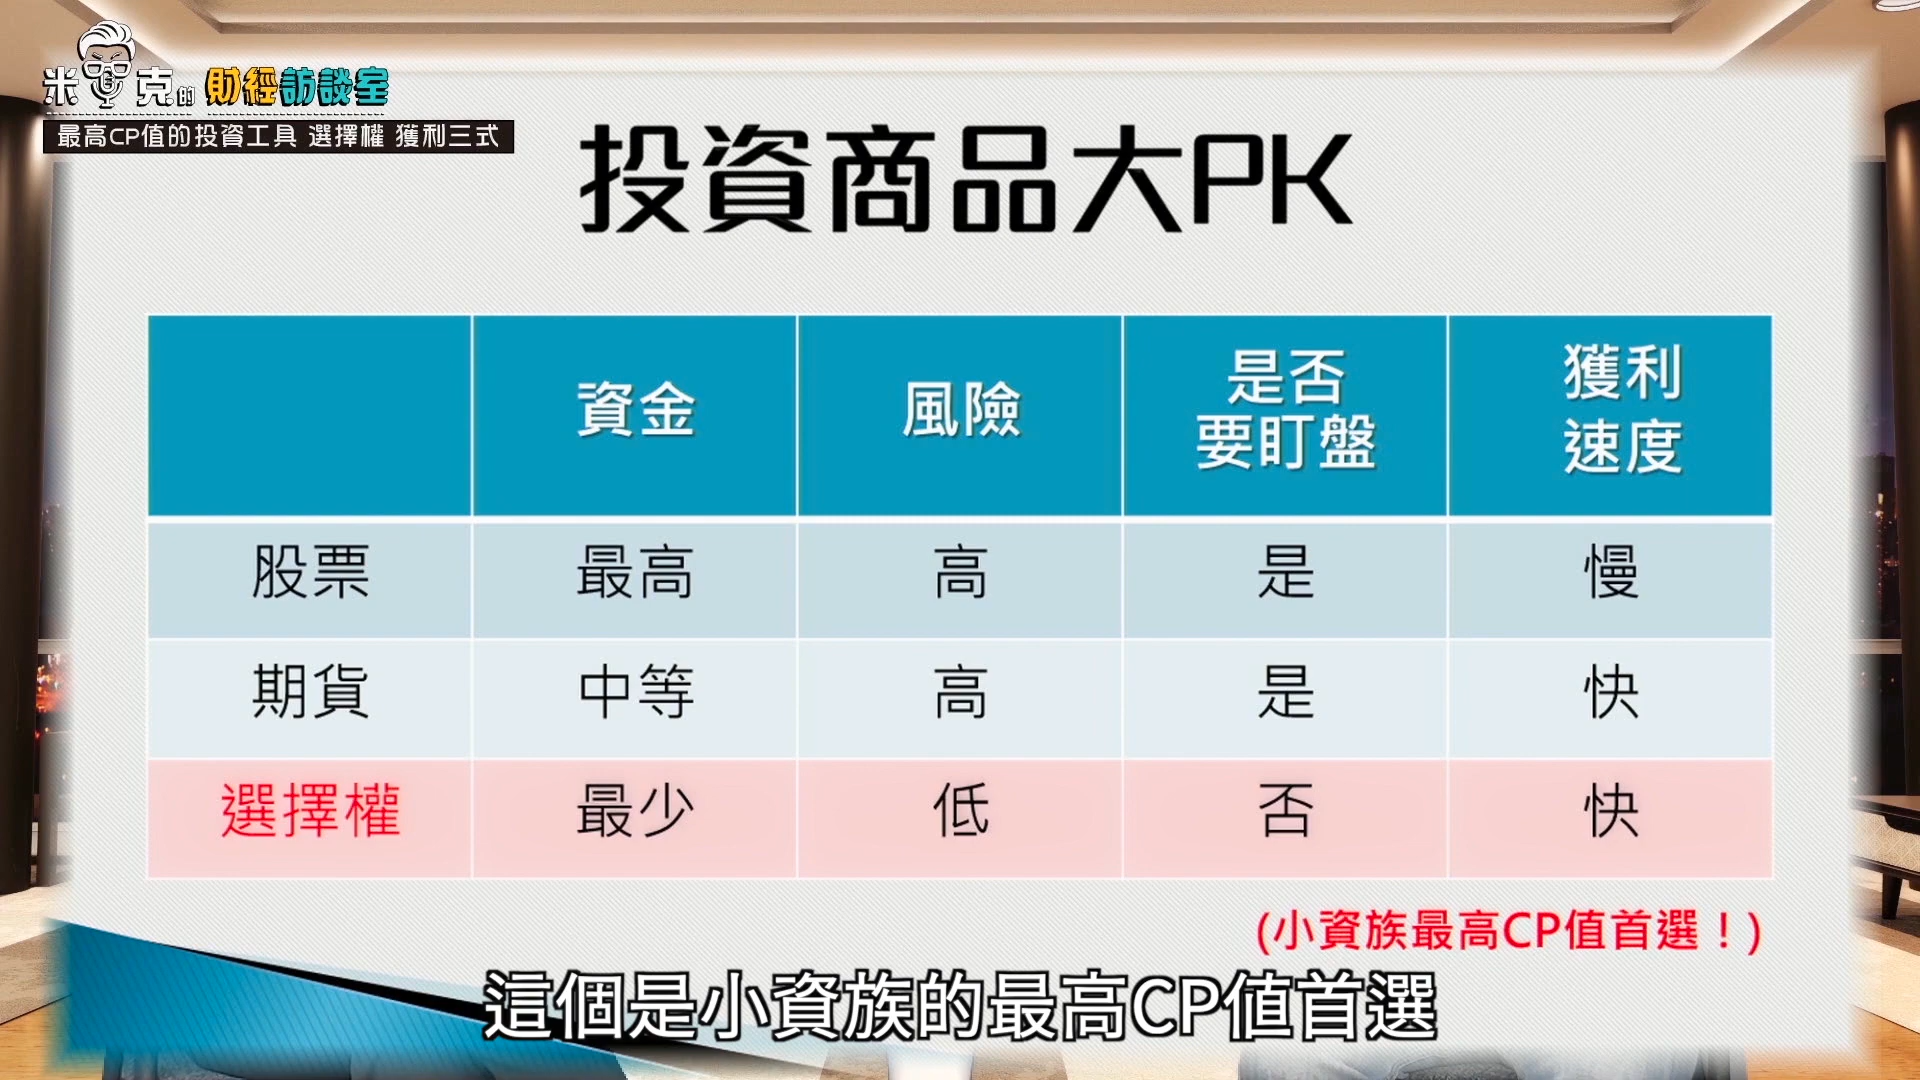 米克的財經訪談室
最高CP值的投資工具 選擇權 獲利三式
投資商品大PK
資金 風險 是否要盯盤 獲利速度
股票 最高 高 是 慢
期貨 中等 高 是 快
選擇權 最少 低 否 快
(小資族最高CP值首選！)
這個是小資族的最高CP值首選